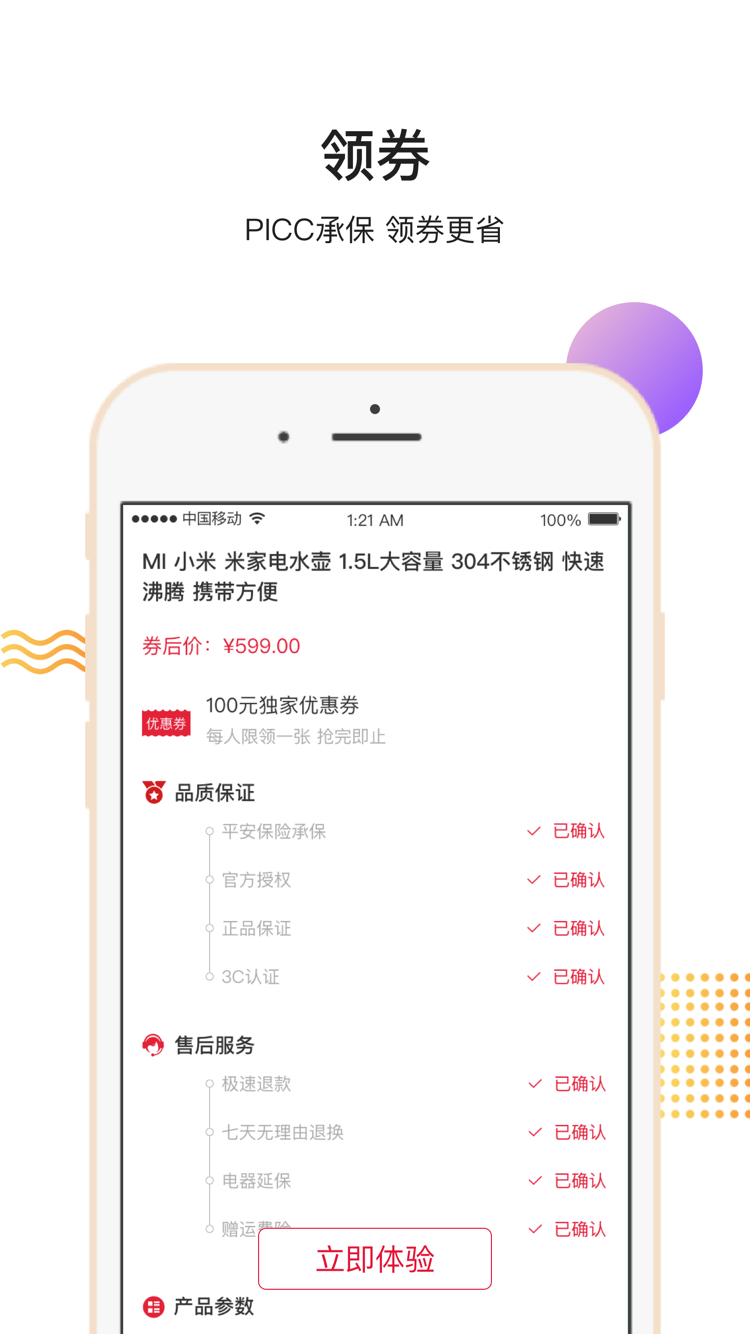 领券
PICC承保 领券更省
中国移动
1:21 AM
100%
MI 小米 米家电水壶 1.5L大容量 304不锈钢 快速
沸腾 携带方便
券后价：¥599.00
优惠券
100元独家优惠券
每人限领一张 抢完即止
品质保证
平安保险承保 已确认
官方授权 已确认
正品保证 已确认
3C认证 已确认
售后服务
极速退款 已确认
七天无理由退换 已确认
电器延保 已确认
赠运费险 已确认
立即体验
产品参数